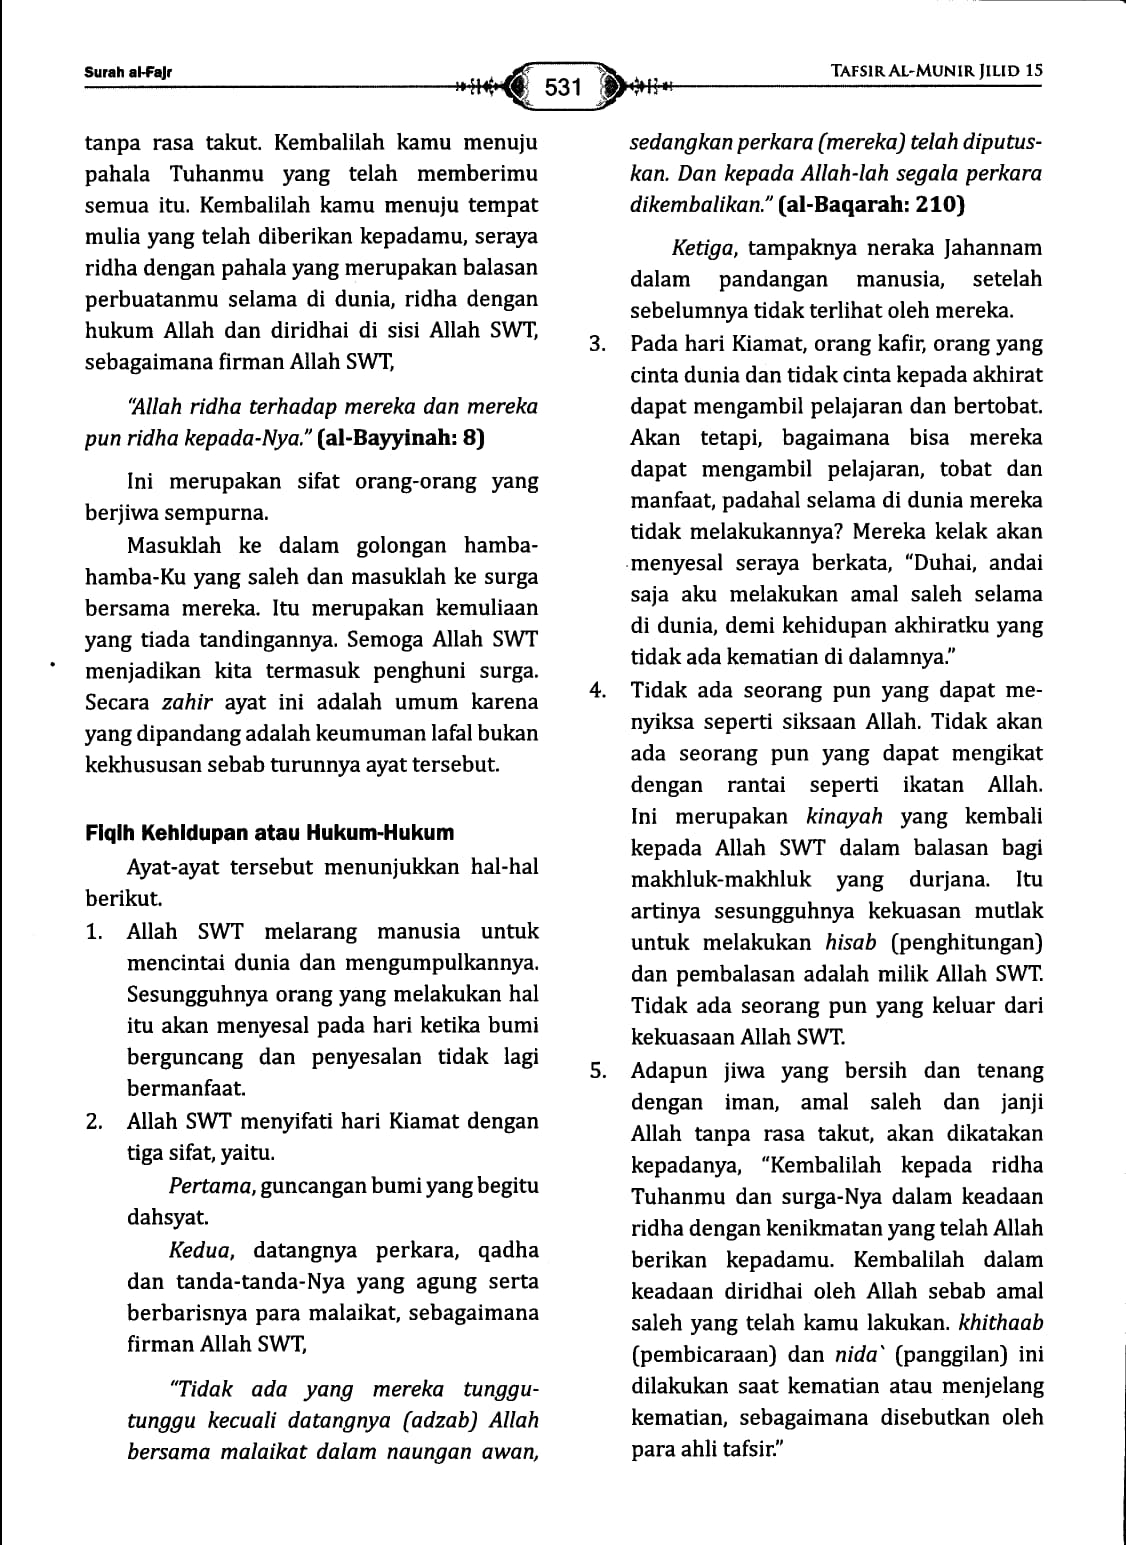 Surah al-Fajr
531
TAFSIR AL-MUNIR JILID 15
tanpa rasa takut. Kembalilah kamu menuju
pahala Tuhanmu yang telah memberimu
semua itu. Kembalilah kamu menuju tempat
mulia yang telah diberikan kepadamu, seraya
ridha dengan pahala yang merupakan balasan
perbuatanmu selama di dunia, ridha dengan
hukum Allah dan diridhai di sisi Allah SWT,
sebagaimana firman Allah SWT,
“Allah ridha terhadap mereka dan mereka
pun ridha kepada-Nya.” (al-Bayyinah: 8)
Ini merupakan sifat orang-orang yang
berjiwa sempurna.
Masuklah ke dalam golongan hamba-
hamba-Ku yang saleh dan masuklah ke surga
bersama mereka. Itu merupakan kemuliaan
yang tiada tandingannya. Semoga Allah SWT
menjadikan kita termasuk penghuni surga.
Secara zahir ayat ini adalah umum karena
yang dipandang adalah keumuman lafal bukan
kekhususan sebab turunnya ayat tersebut.
Fiqih Kehidupan atau Hukum-Hukum
Ayat-ayat tersebut menunjukkan hal-hal
berikut.
1. Allah SWT melarang manusia untuk
mencintai dunia dan mengumpulkannya.
Sesungguhnya orang yang melakukan hal
itu akan menyesal pada hari ketika bumi
berguncang dan penyesalan tidak lagi
bermanfaat.
2. Allah SWT menyifati hari Kiamat dengan
tiga sifat, yaitu.
Pertama, guncangan bumi yang begitu
dahsyat.
Kedua, datangnya perkara, qadha
dan tanda-tanda-Nya yang agung serta
berbarisnya para malaikat, sebagaimana
firman Allah SWT,
“Tidak ada yang mereka tunggu-
tunggu kecuali datangnya (adzab) Allah
bersama malaikat dalam naungan awan,
sedangkan perkara (mereka) telah diputus-
kan. Dan kepada Allah-lah segala perkara
dikembalikan.” (al-Baqarah: 210)
Ketiga, tampaknya neraka Jahannam
dalam pandangan manusia, setelah
sebelumnya tidak terlihat oleh mereka.
3. Pada hari Kiamat, orang kafir, orang yang
cinta dunia dan tidak cinta kepada akhirat
dapat mengambil pelajaran dan bertobat.
Akan tetapi, bagaimana bisa mereka
dapat mengambil pelajaran, tobat dan
manfaat, padahal selama di dunia mereka
tidak melakukannya? Mereka kelak akan
menyesal seraya berkata, “Duhai, andai
saja aku melakukan amal saleh selama
di dunia, demi kehidupan akhiratku yang
tidak ada kematian di dalamnya.”
4. Tidak ada seorang pun yang dapat me-
nyiksa seperti siksaan Allah. Tidak akan
ada seorang pun yang dapat mengikat
dengan rantai seperti ikatan Allah.
Ini merupakan kinayah yang kembali
kepada Allah SWT dalam balasan bagi
makhluk-makhluk yang durjana. Itu
artinya sesungguhnya kekuasan mutlak
untuk melakukan hisab (penghitungan)
dan pembalasan adalah milik Allah SWT.
Tidak ada seorang pun yang keluar dari
kekuasaan Allah SWT.
5. Adapun jiwa yang bersih dan tenang
dengan iman, amal saleh dan janji
Allah tanpa rasa takut, akan dikatakan
kepadanya, “Kembalilah kepada ridha
Tuhanmu dan surga-Nya dalam keadaan
ridha dengan kenikmatan yang telah Allah
berikan kepadamu. Kembalilah dalam
keadaan diridhai oleh Allah sebab amal
saleh yang telah kamu lakukan. khithaab
(pembicaraan) dan nida` (panggilan) ini
dilakukan saat kematian atau menjelang
kematian, sebagaimana disebutkan oleh
para ahli tafsir.”